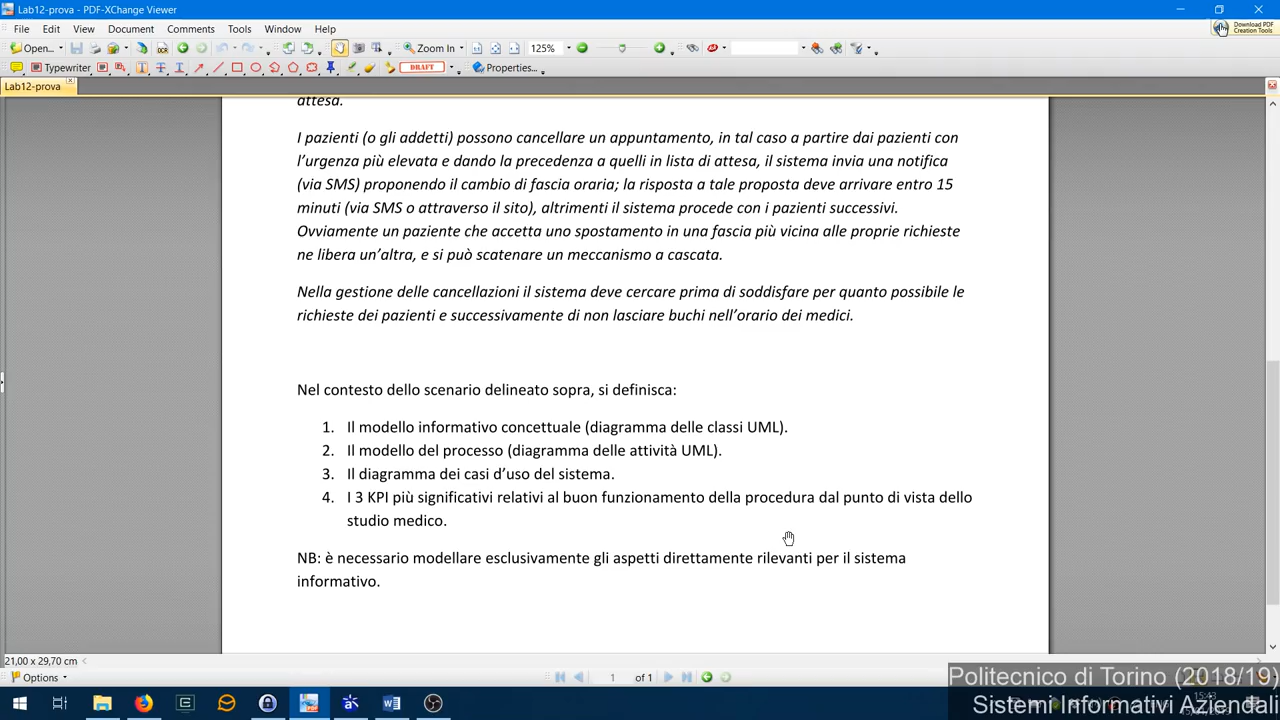 Lab12-prova - PDF-XChange Viewer
File Edit View Document Comments Tools Window Help
Download PDF
Creation Tools
Open... Zoom In 125%
Typewriter DRAFT Properties...
Lab12-prova
attesa.
I pazienti (o gli addetti) possono cancellare un appuntamento, in tal caso a partire dai pazienti con
l'urgenza più elevata e dando la precedenza a quelli in lista di attesa, il sistema invia una notifica
(via SMS) proponendo il cambio di fascia oraria; la risposta a tale proposta deve arrivare entro 15
minuti (via SMS o attraverso il sito), altrimenti il sistema procede con i pazienti successivi.
Ovviamente un paziente che accetta uno spostamento in una fascia più vicina alle proprie richieste
ne libera un'altra, e si può scatenare un meccanismo a cascata.
Nella gestione delle cancellazioni il sistema deve cercare prima di soddisfare per quanto possibile le
richieste dei pazienti e successivamente di non lasciare buchi nell'orario dei medici.
Nel contesto dello scenario delineato sopra, si definisca:
1. Il modello informativo concettuale (diagramma delle classi UML).
2. Il modello del processo (diagramma delle attività UML).
3. Il diagramma dei casi d'uso del sistema.
4. I 3 KPI più significativi relativi al buon funzionamento della procedura dal punto di vista dello
studio medico.
NB: è necessario modellare esclusivamente gli aspetti direttamente rilevanti per il sistema
informativo.
21,00 x 29,70 cm
Options 1 of 1
Politecnico di Torino (2018/19)
15:43
Sistemi Informativi Aziendali